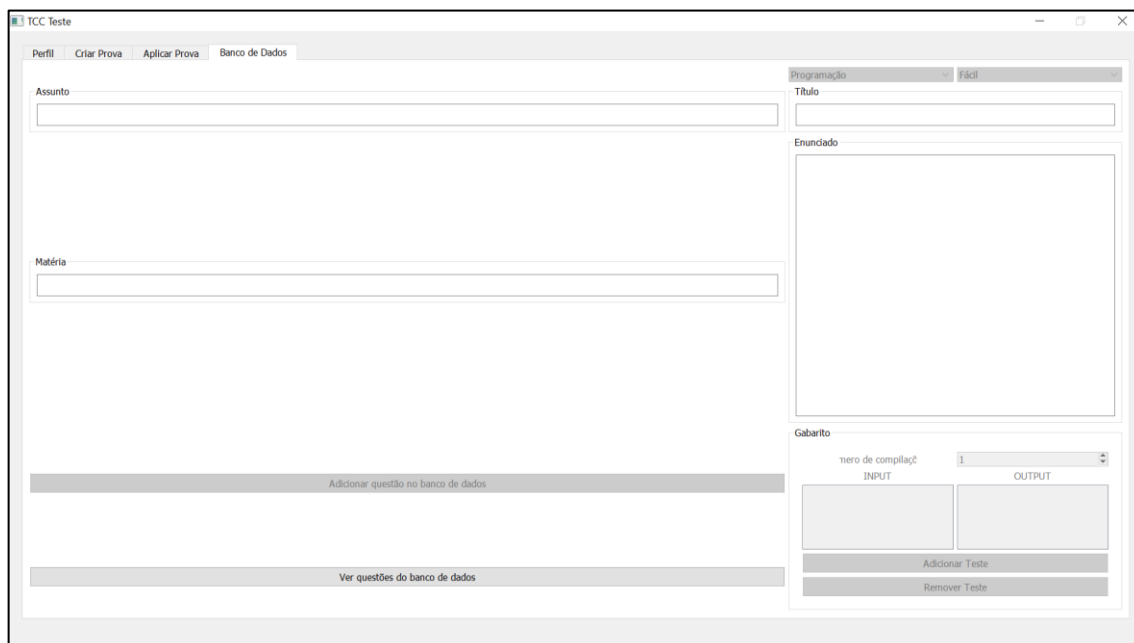 TCC Teste
Perfil Criar Prova Aplicar Prova Banco de Dados
Programação Fácil
Assunto
Título
Enunciado
Matéria
Gabarito
mero de compilaç
1
INPUT OUTPUT
Adicionar questão no banco de dados
Adicionar Teste
Ver questões do banco de dados
Remover Teste